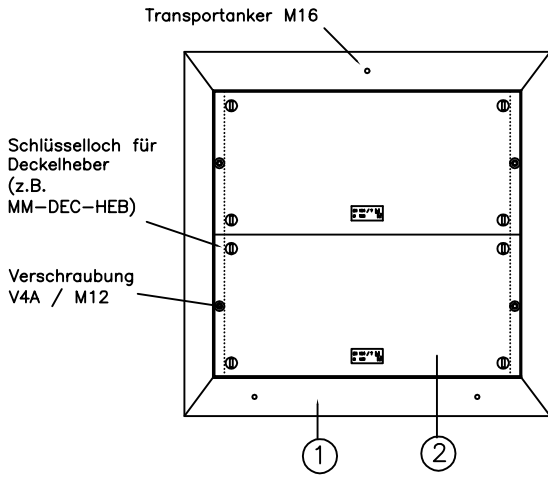 Transportanker M16
Schlüsselloch für
Deckelheber
(z.B.
MM-DEC-HEB)
Verschraubung
V4A / M12
1
2